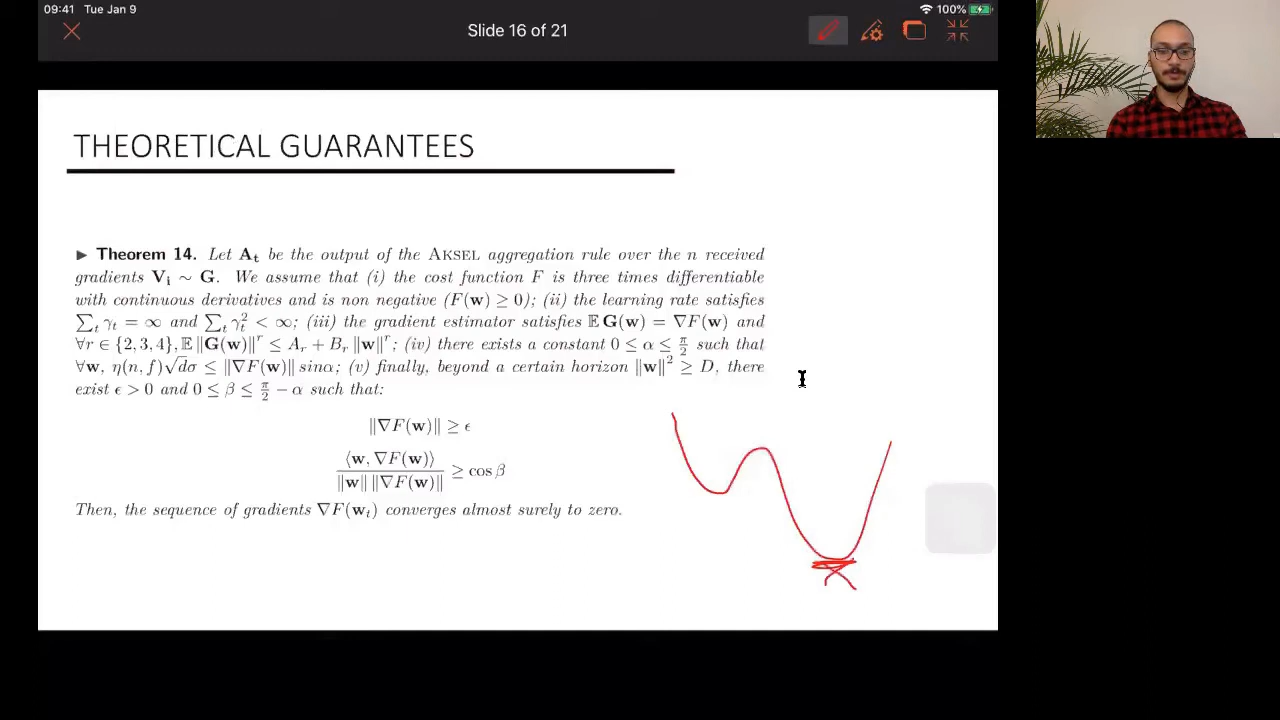 09:41 Tue Jan 9
100%
Slide 16 of 21
THEORETICAL GUARANTEES
▶ Theorem 14. Let A_t be the output of the AKSEL aggregation rule over the n received
gradients V_i ∼ G. We assume that (i) the cost function F is three times differentiable
with continuous derivatives and is non negative (F(w) ≥ 0); (ii) the learning rate satisfies
∑_t γ_t = ∞ and ∑_t γ_t^2 < ∞; (iii) the gradient estimator satisfies 𝔼 G(w) = ∇F(w) and
∀r ∈ {2, 3, 4}, 𝔼 ‖G(w)‖^r ≤ A_r + B_r ‖w‖^r; (iv) there exists a constant 0 ≤ α ≤ π/2 such that
∀w, η(n, f)√dσ ≤ ‖∇F(w)‖ sinα; (v) finally, beyond a certain horizon ‖w‖^2 ≥ D, there
exist ϵ > 0 and 0 ≤ β ≤ π/2 − α such that:
‖∇F(w)‖ ≥ ϵ
⟨w, ∇F(w)⟩ / ‖w‖ ‖∇F(w)‖ ≥ cos β
Then, the sequence of gradients ∇F(w_t) converges almost surely to zero.